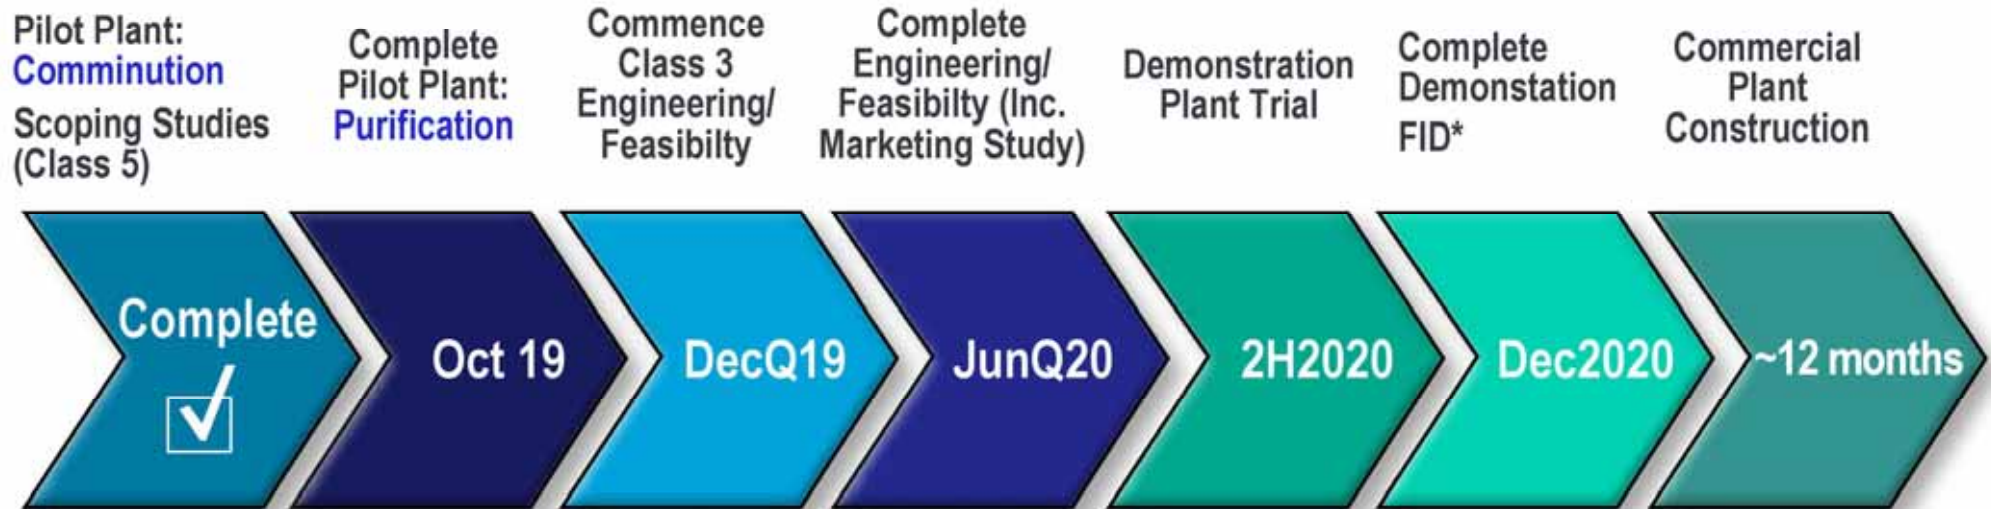 Pilot Plant:
Comminution
Scoping Studies
(Class 5)
Complete
Pilot Plant:
Purification
Commence
Class 3
Engineering/
Feasibilty
Complete
Engineering/
Feasibilty (Inc.
Marketing Study)
Demonstration
Plant Trial
Complete
Demonstation
FID*
Commercial
Plant
Construction
Complete
Oct 19
DecQ19
JunQ20
2H2020
Dec2020
~12 months